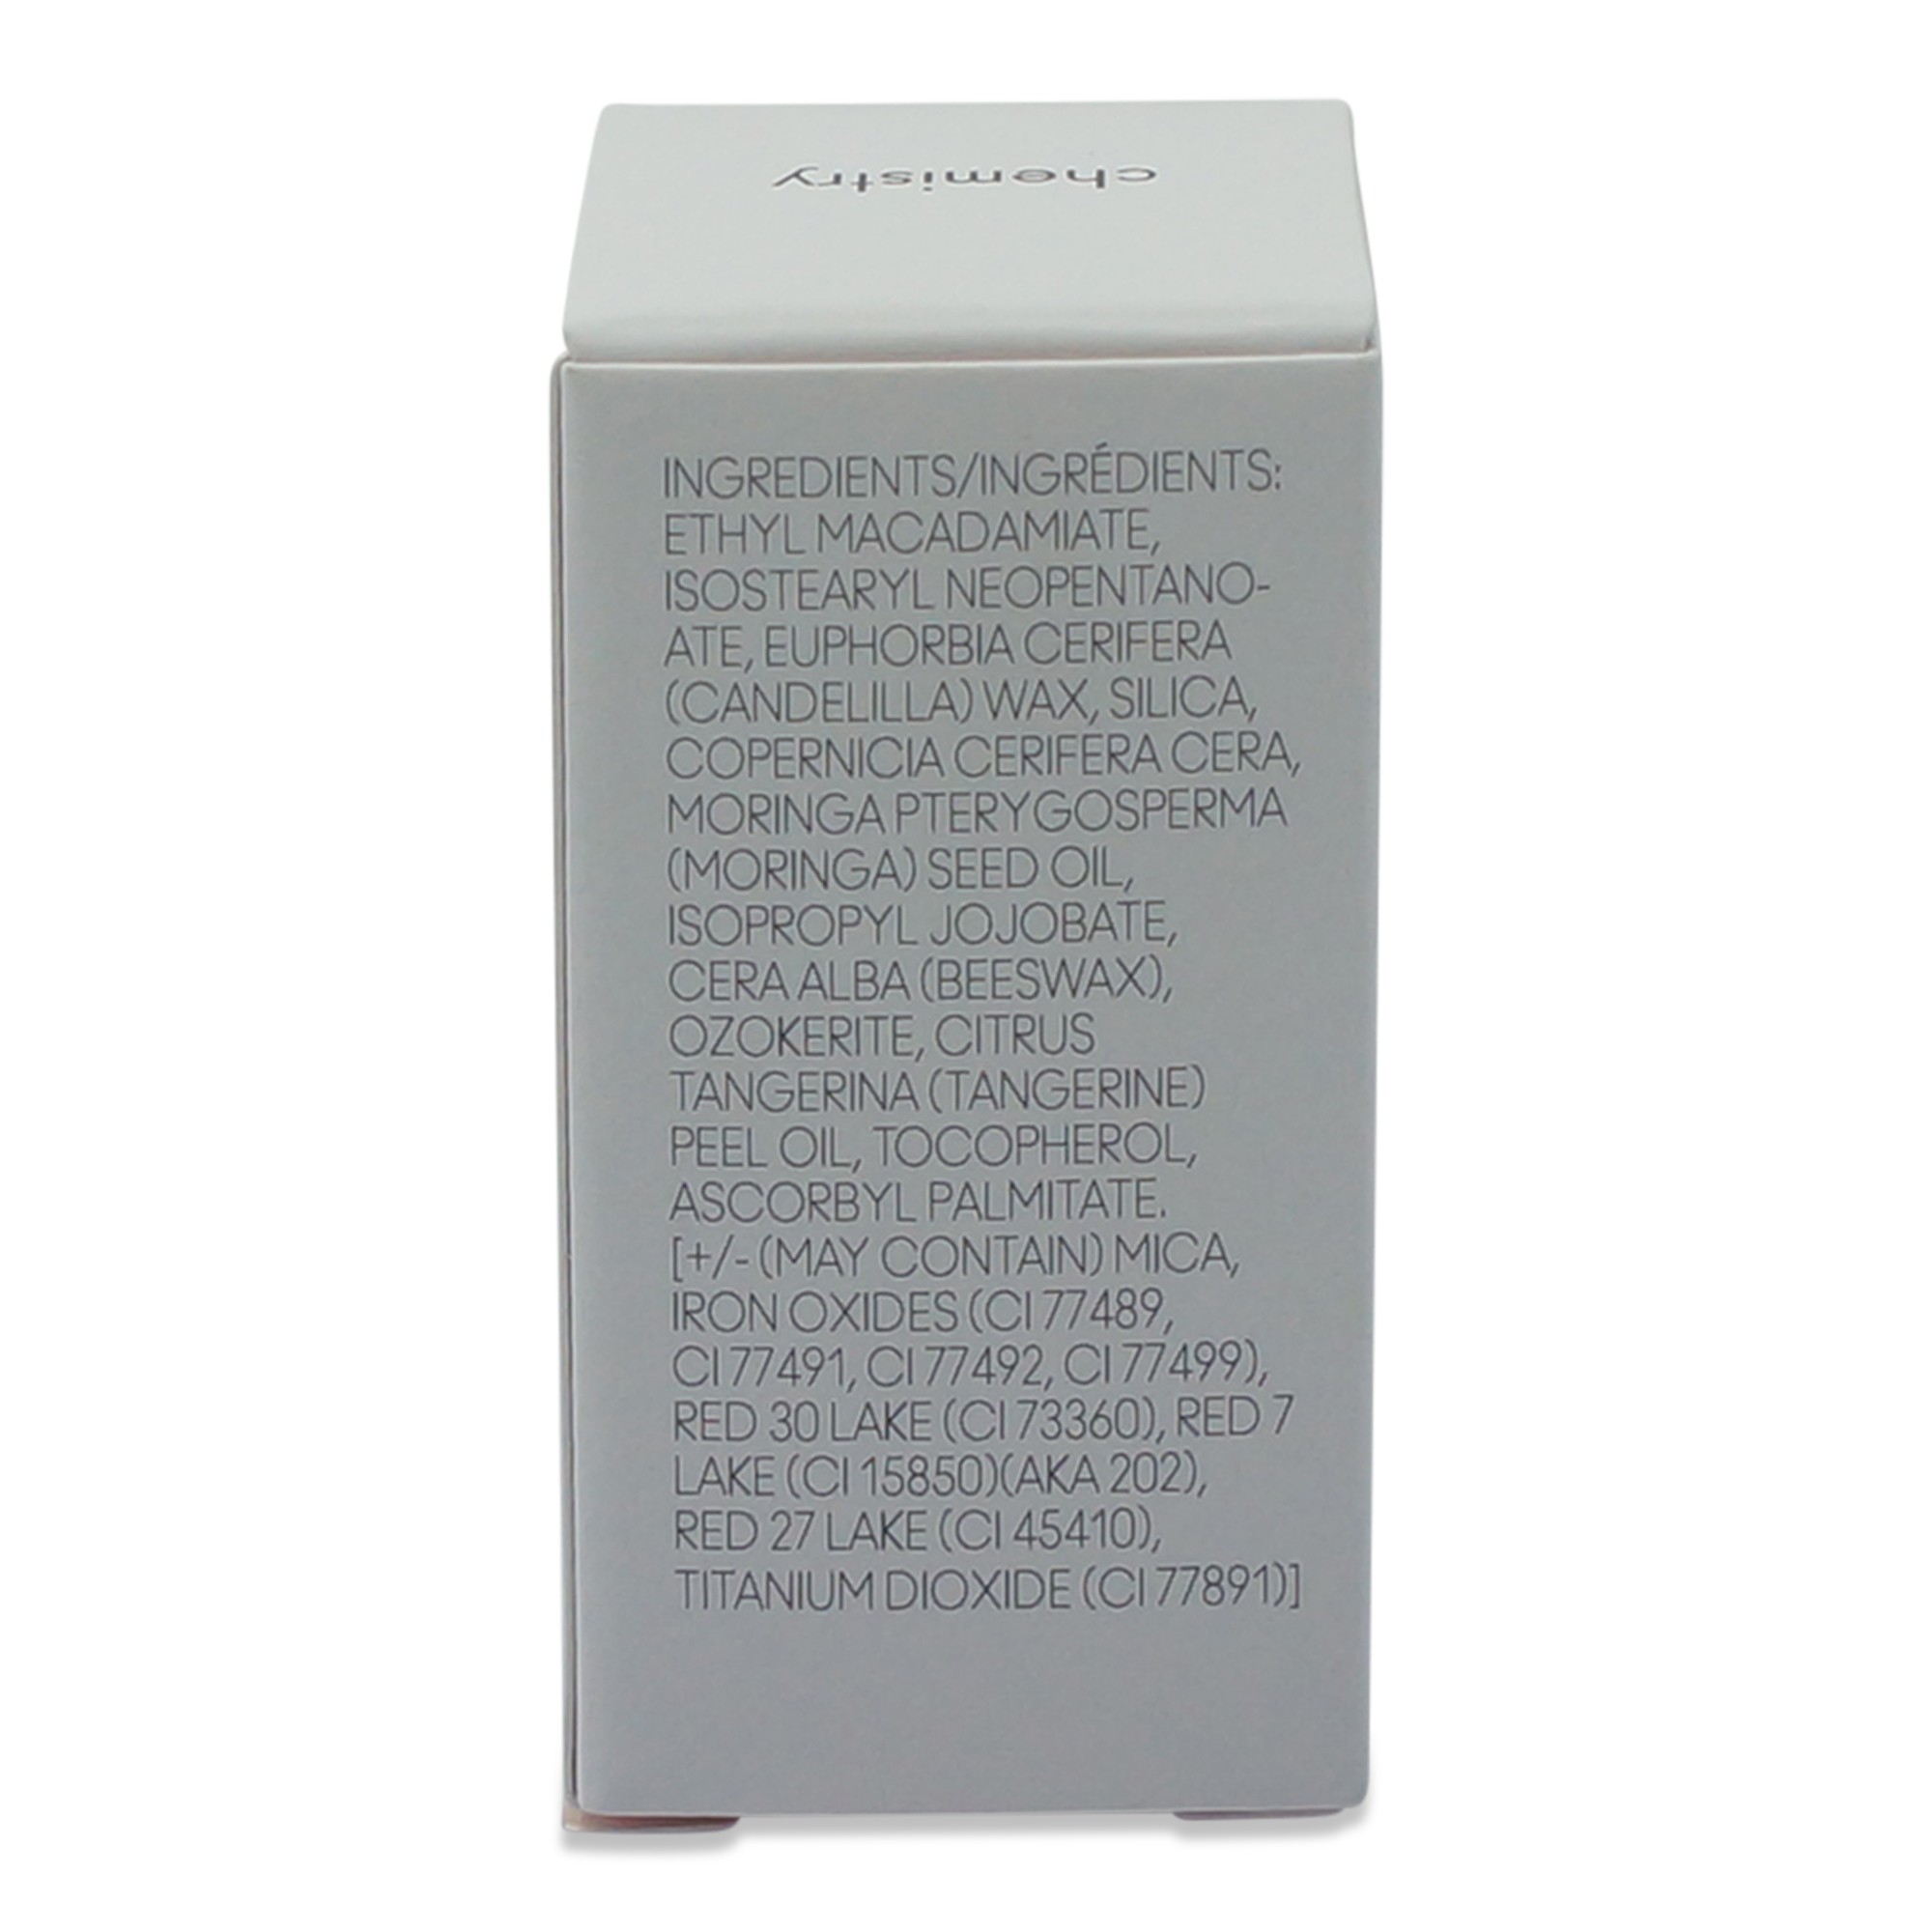 chemistry
INGREDIENTS/INGRÉDIENTS:
ETHYL MACADAMIATE,
ISOSTEARYL NEOPENTANO-
ATE, EUPHORBIA CERIFERA
(CANDELILLA) WAX, SILICA,
COPERNICIA CERIFERA CERA,
MORINGA PTERYGOSPERMA
(MORINGA) SEED OIL,
ISOPROPYL JOJOBATE,
CERA ALBA (BEESWAX),
OZOKERITE, CITRUS
TANGERINA (TANGERINE)
PEEL OIL, TOCOPHEROL,
ASCORBYL PALMITATE.
[+/- (MAY CONTAIN) MICA,
IRON OXIDES (CI 77489,
CI 77491, CI 77492, CI 77499),
RED 30 LAKE (CI 73360), RED 7
LAKE (CI 15850)(AKA 202),
RED 27 LAKE (CI 45410),
TITANIUM DIOXIDE (CI 77891)]